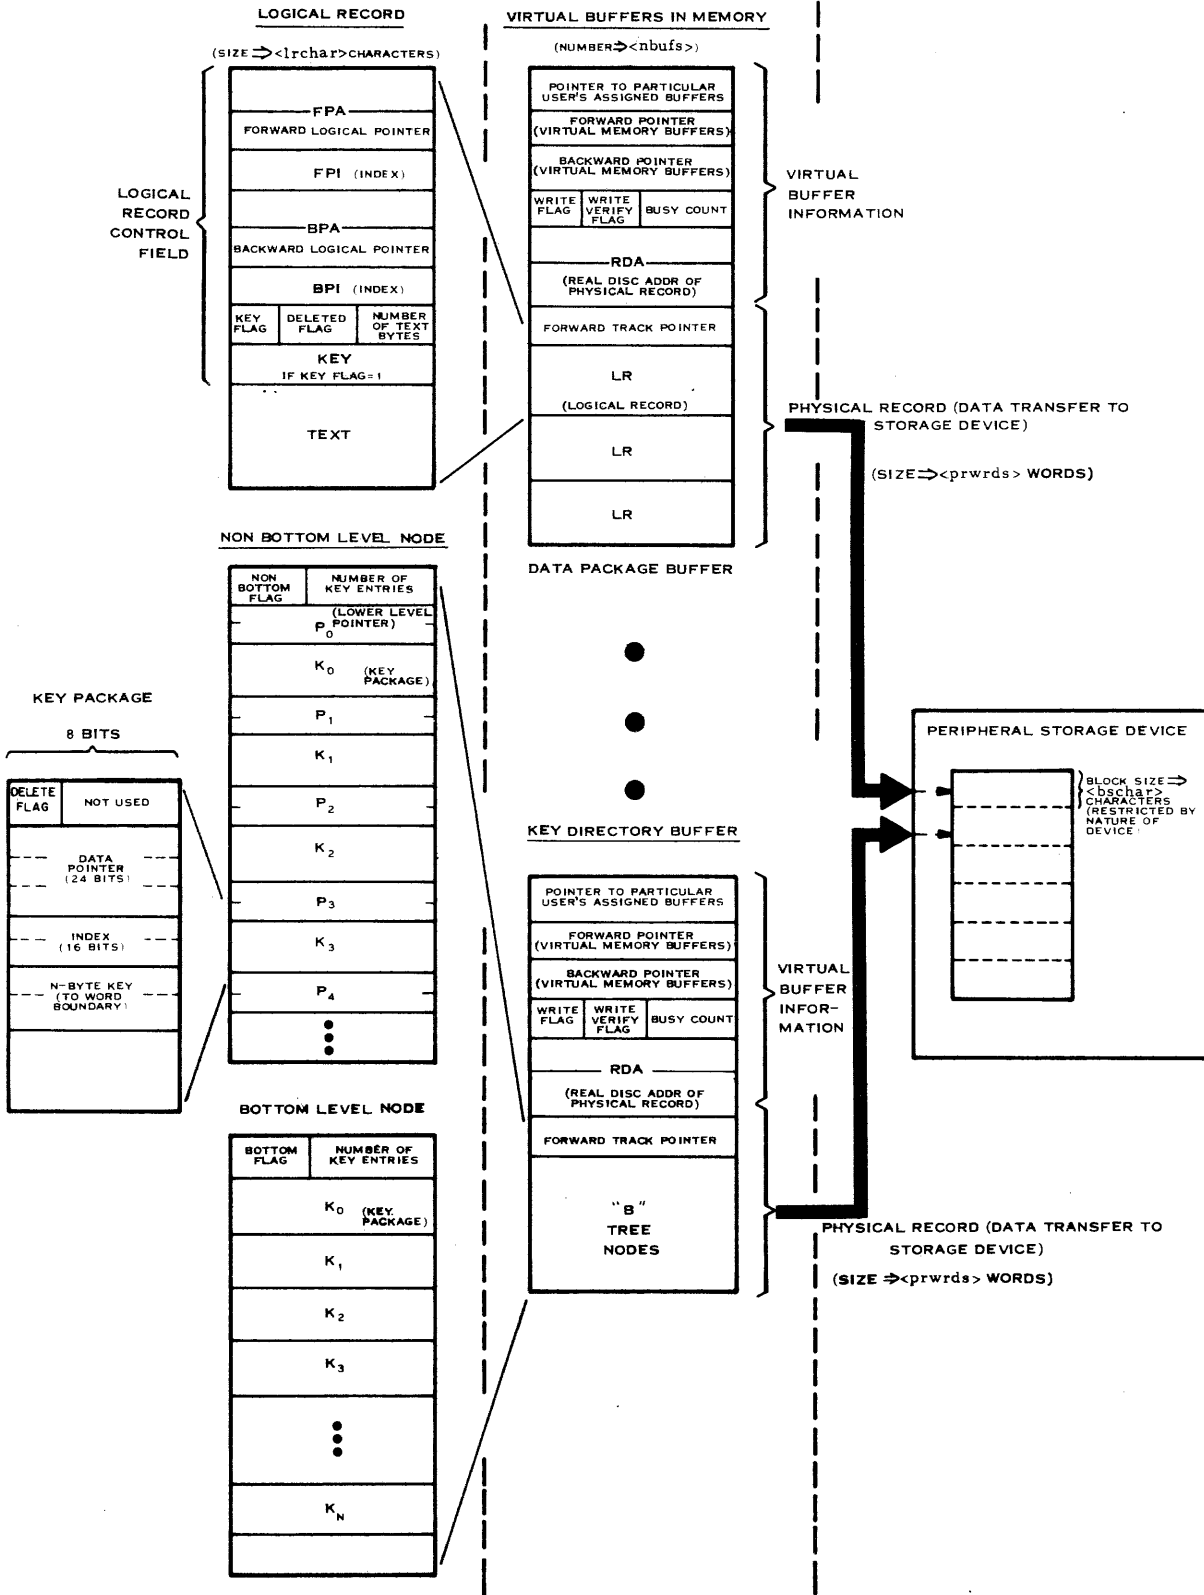 LOGICAL RECORD
(SIZE⇒<lrchar>CHARACTERS)
LOGICAL
RECORD
CONTROL
FIELD
FPA
FORWARD LOGICAL POINTER
FPI (INDEX)
BPA
BACKWARD LOGICAL POINTER
BPI (INDEX)
KEY
FLAG
DELETED
FLAG
NUMBER
OF TEXT
BYTES
KEY
IF KEY FLAG=1
TEXT
VIRTUAL BUFFERS IN MEMORY
(NUMBER⇒<nbufs>)
POINTER TO PARTICULAR
USER'S ASSIGNED BUFFERS
FORWARD POINTER
(VIRTUAL MEMORY BUFFERS)
BACKWARD POINTER
(VIRTUAL MEMORY BUFFERS)
WRITE
FLAG
WRITE
VERIFY
FLAG
BUSY COUNT
RDA
(REAL DISC ADDR OF
PHYSICAL RECORD)
FORWARD TRACK POINTER
LR
(LOGICAL RECORD)
LR
LR
DATA PACKAGE BUFFER
VIRTUAL
BUFFER
INFORMATION
PHYSICAL RECORD (DATA TRANSFER TO
STORAGE DEVICE)
(SIZE⇒<prwrds> WORDS)
NON BOTTOM LEVEL NODE
NON
BOTTOM
FLAG
NUMBER OF
KEY ENTRIES
P0 (LOWER LEVEL
POINTER)
K0 (KEY
PACKAGE)
P1
K1
P2
K2
P3
K3
P4
KEY PACKAGE
8 BITS
DELETE
FLAG
NOT USED
DATA
POINTER
(24 BITS)
INDEX
(16 BITS)
N-BYTE KEY
(TO WORD
BOUNDARY)
BOTTOM LEVEL NODE
BOTTOM
FLAG
NUMBER OF
KEY ENTRIES
K0 (KEY
PACKAGE)
K1
K2
K3
KN
KEY DIRECTORY BUFFER
POINTER TO PARTICULAR
USER'S ASSIGNED BUFFERS
FORWARD POINTER
(VIRTUAL MEMORY BUFFERS)
BACKWARD POINTER
(VIRTUAL MEMORY BUFFERS)
WRITE
FLAG
WRITE
VERIFY
FLAG
BUSY COUNT
RDA
(REAL DISC ADDR OF
PHYSICAL RECORD)
FORWARD TRACK POINTER
"B"
TREE
NODES
VIRTUAL
BUFFER
INFOR-
MATION
PHYSICAL RECORD (DATA TRANSFER TO
STORAGE DEVICE)
(SIZE ⇒<prwrds> WORDS)
PERIPHERAL STORAGE DEVICE
BLOCK SIZE⇒
<bschar>
CHARACTERS
(RESTRICTED BY
NATURE OF
DEVICE)